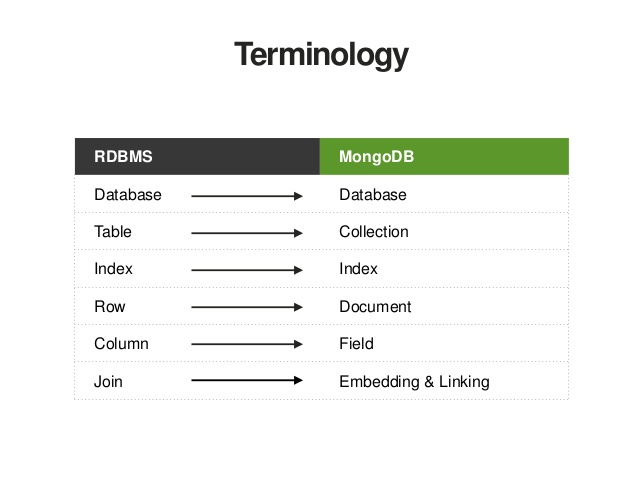 Terminology
RDBMS MongoDB
Database Database
Table Collection
Index Index
Row Document
Column Field
Join Embedding & Linking